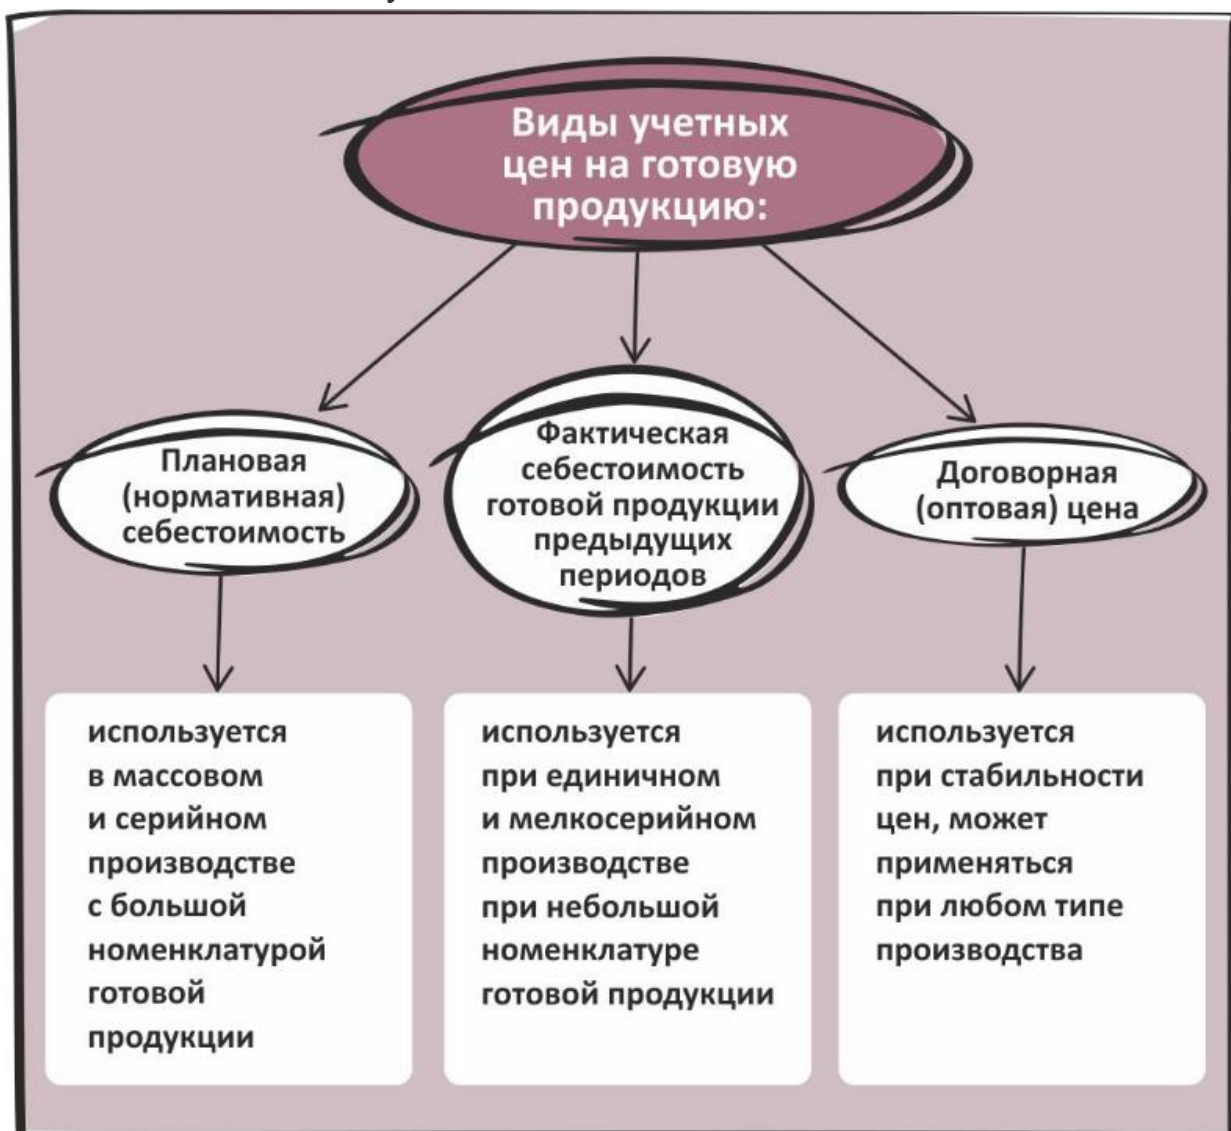 Виды учетных
цен на готовую
продукцию:
Плановая
(нормативная)
себестоимость
Фактическая
себестоимость
готовой продукции
предыдущих
периодов
Договорная
(оптовая) цена
используется
в массовом
и серийном
производстве
с большой
номенклатурой
готовой
продукции
используется
при единичном
и мелкосерийном
производстве
при небольшой
номенклатуре
готовой продукции
используется
при стабильности
цен, может
применяться
при любом типе
производства